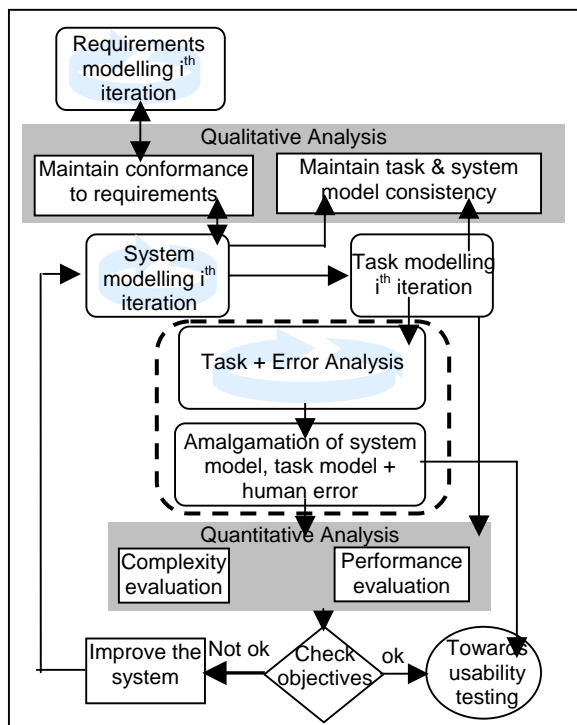 Requirements
modelling i^th
iteration
Qualitative Analysis
Maintain conformance
to requirements
Maintain task & system
model consistency
System
modelling i^th
iteration
Task modelling
i^th iteration
Task + Error Analysis
Amalgamation of system
model, task model +
human error
Quantitative Analysis
Complexity
evaluation
Performance
evaluation
Improve the
system
Not ok
Check
objectives
ok
Towards
usability
testing